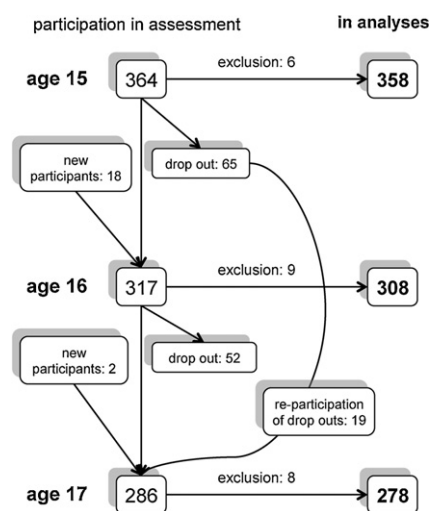 participation in assessment
in analyses
age 15
364
exclusion: 6
358
new
participants: 18
drop out: 65
age 16
317
exclusion: 9
308
new
participants: 2
drop out: 52
re-participation
of drop outs: 19
age 17
286
exclusion: 8
278